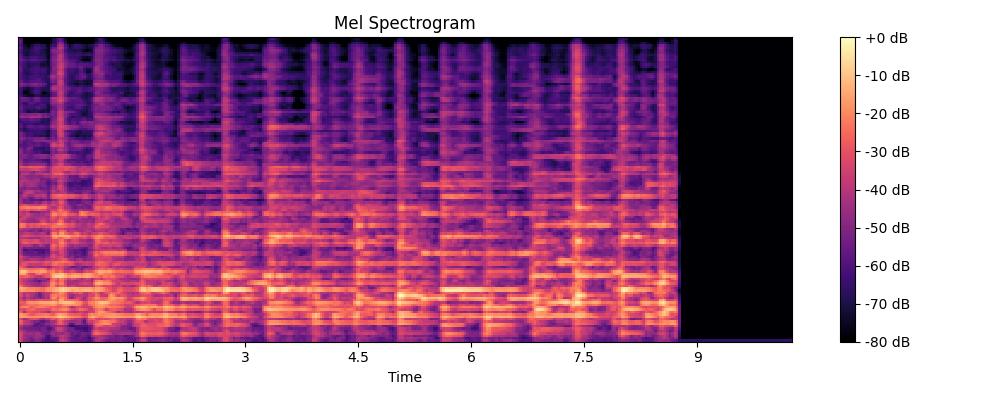 Mel Spectrogram
+0 dB
-10 dB
-20 dB
-30 dB
-40 dB
-50 dB
-60 dB
-70 dB
-80 dB
0 1.5 3 4.5 6 7.5 9
Time